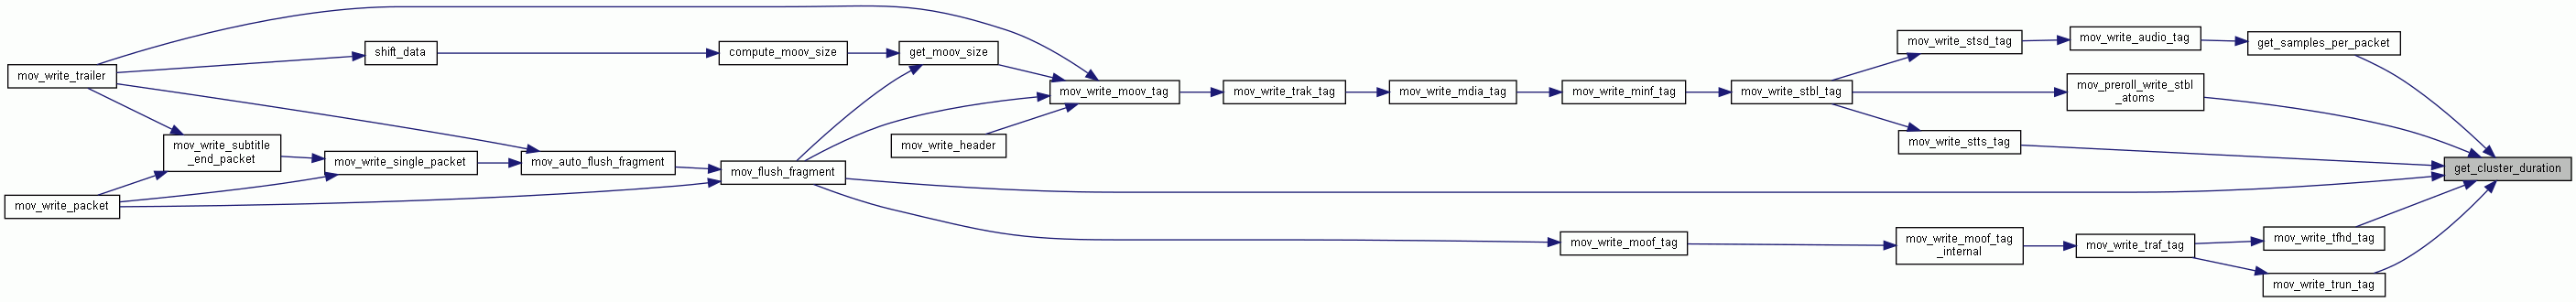 mov_write_trailer
shift_data
compute_moov_size
get_moov_size
mov_write_moov_tag
mov_write_trak_tag
mov_write_mdia_tag
mov_write_minf_tag
mov_write_stbl_tag
mov_write_stsd_tag
mov_write_audio_tag
get_samples_per_packet
mov_preroll_write_stbl
_atoms
mov_write_stts_tag
get_cluster_duration
mov_write_header
mov_write_subtitle
_end_packet
mov_write_single_packet
mov_auto_flush_fragment
mov_flush_fragment
mov_write_packet
mov_write_moof_tag
mov_write_moof_tag
_internal
mov_write_traf_tag
mov_write_tfhd_tag
mov_write_trun_tag